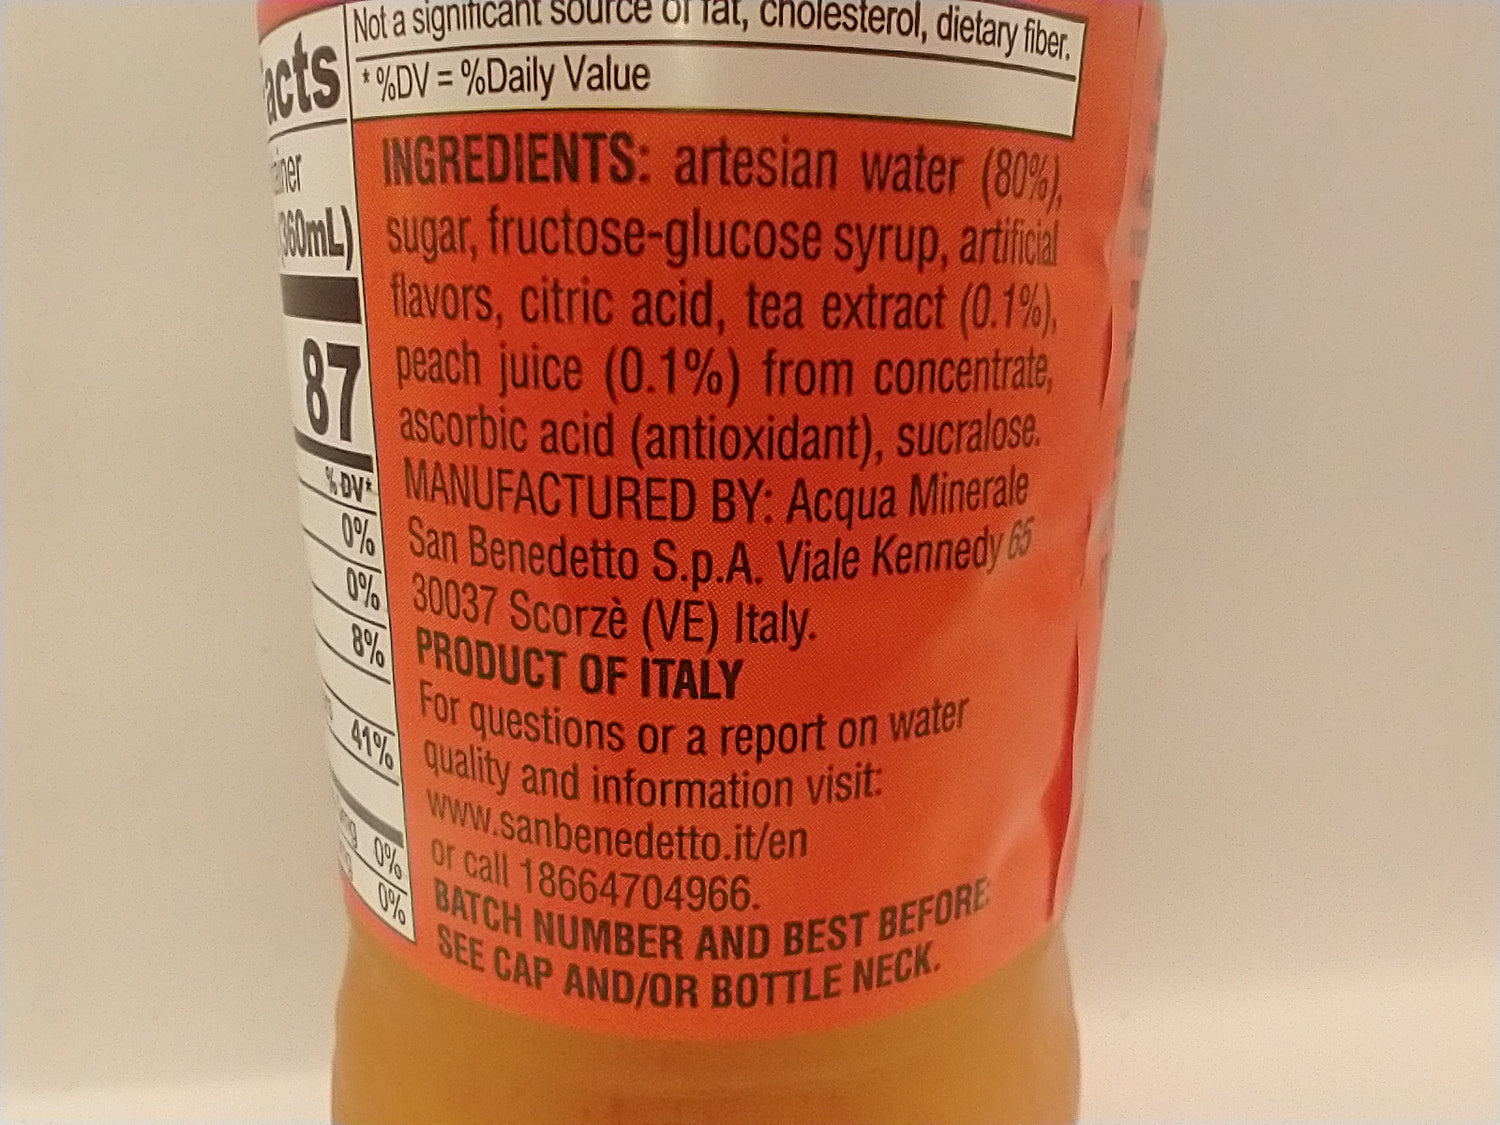 Not a significant source of fat, cholesterol, dietary fiber.
* %DV = %Daily Value
acts
ainer
(360mL)
87
% DV*
0%
0%
8%
41%
0%
0%
INGREDIENTS: artesian water (80%),
sugar, fructose-glucose syrup, artificial
flavors, citric acid, tea extract (0.1%),
peach juice (0.1%) from concentrate,
ascorbic acid (antioxidant), sucralose.
MANUFACTURED BY: Acqua Minerale
San Benedetto S.p.A. Viale Kennedy 65
30037 Scorzè (VE) Italy.
PRODUCT OF ITALY
For questions or a report on water
quality and information visit:
www.sanbenedetto.it/en
or call 18664704966.
BATCH NUMBER AND BEST BEFORE:
SEE CAP AND/OR BOTTLE NECK.